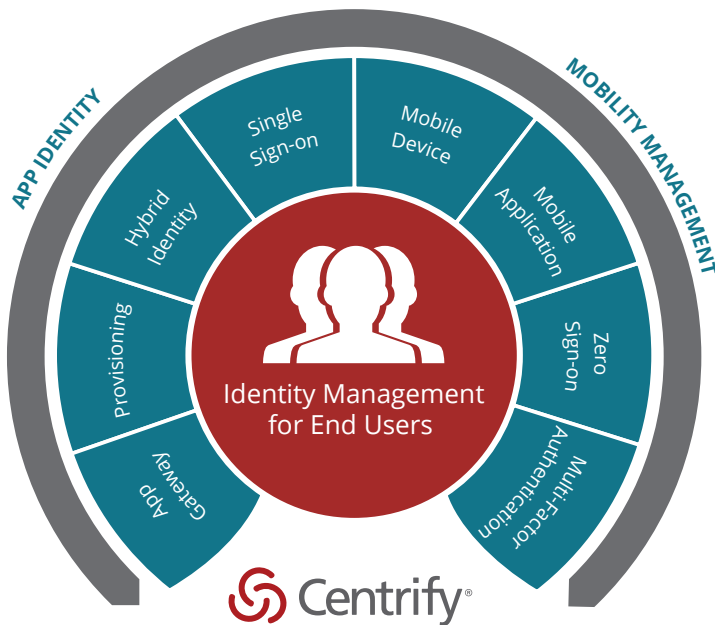 APP IDENTITY
MOBILITY MANAGEMENT
App
Gateway
Provisioning
Hybrid
Identity
Single
Sign-on
Mobile
Device
Mobile
Application
Zero
Sign-on
Multi-Factor
Authentication
Identity Management
for End Users
Centrify®